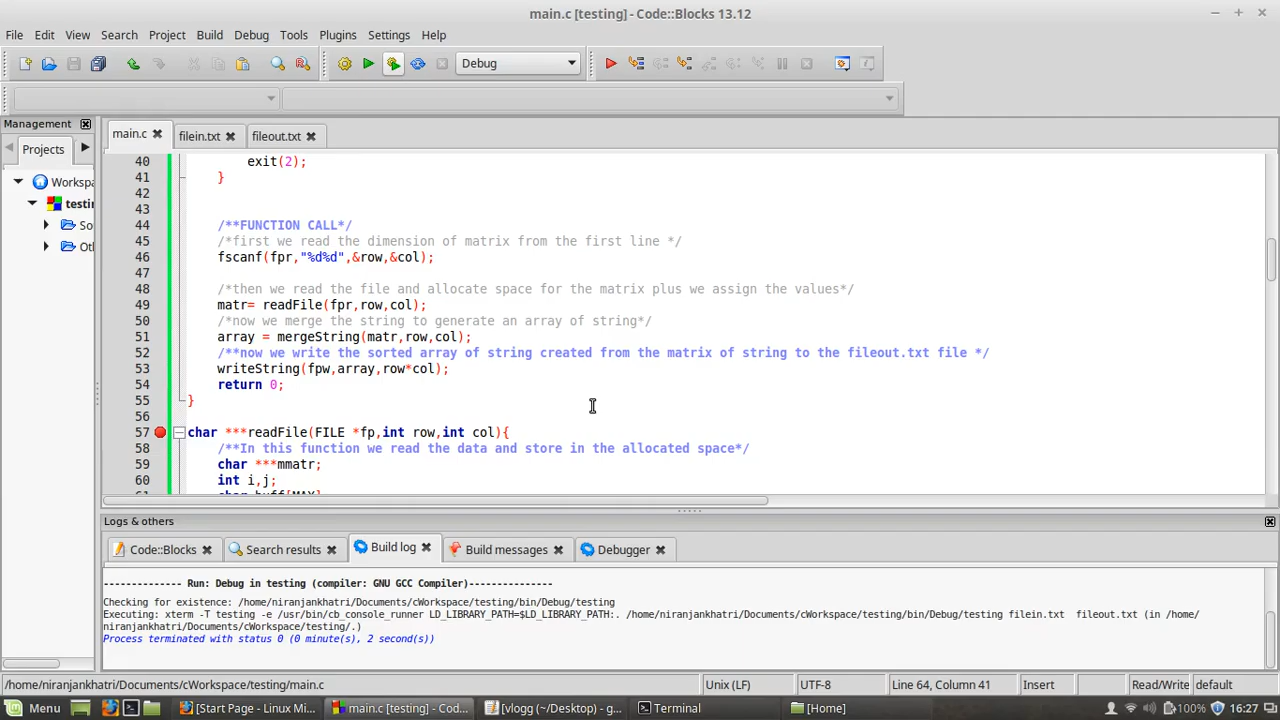 main.c [testing] - Code::Blocks 13.12
File Edit View Search Project Build Debug Tools Plugins Settings Help
Debug
Management
main.c filein.txt fileout.txt
Projects
Workspa
testin
So
Otl
40 exit(2);
41 }
42
43
44 /**FUNCTION CALL*/
45 /*first we read the dimension of matrix from the first line */
46 fscanf(fpr,"%d%d",&row,&col);
47
48 /*then we read the file and allocate space for the matrix plus we assign the values*/
49 matr= readFile(fpr,row,col);
50 /*now we merge the string to generate an array of string*/
51 array = mergeString(matr,row,col);
52 /**now we write the sorted array of string created from the matrix of string to the fileout.txt file */
53 writeString(fpw,array,row*col);
54 return 0;
55 }
56
57 char ***readFile(FILE *fp,int row,int col){
58 /**In this function we read the data and store in the allocated space*/
59 char ***mmatr;
60 int i,j;
61 char buff[MAX]
Logs & others
Code::Blocks Search results Build log Build messages Debugger
-------------- Run: Debug in testing (compiler: GNU GCC Compiler)---------------
Checking for existence: /home/niranjankhatri/Documents/cWorkspace/testing/bin/Debug/testing
Executing: xterm -T testing -e /usr/bin/cb_console_runner LD_LIBRARY_PATH=$LD_LIBRARY_PATH:. /home/niranjankhatri/Documents/cWorkspace/testing/bin/Debug/testing filein.txt  fileout.txt (in /home/
niranjankhatri/Documents/cWorkspace/testing/.)
Process terminated with status 0 (0 minute(s), 2 second(s))
/home/niranjankhatri/Documents/cWorkspace/testing/main.c Unix (LF) UTF-8 Line 64, Column 41 Insert Read/Write default
Menu [Start Page - Linux Mi... main.c [testing] - Cod... [vlogg (~/Desktop) - g... Terminal [Home] 100% 16:27